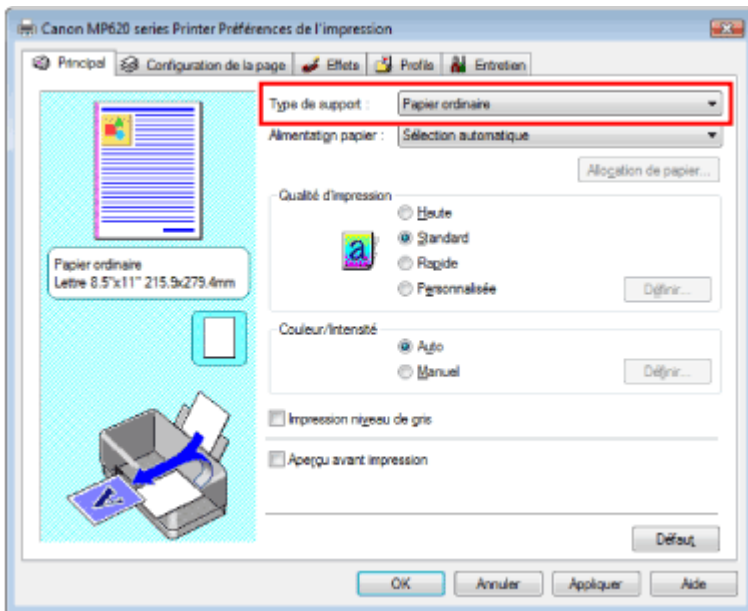 Canon MP620 series Printer Préférences de l'impression
Principal Configuration de la page Effets Profils Entretien
Type de support : Papier ordinaire
Alimentation papier : Sélection automatique
Allocation de papier...
Qualité d'impression
Haute
Standard
Rapide
Personnalisée Définir...
Papier ordinaire
Lettre 8.5"x11" 215.9x279.4mm
Couleur/Intensité
Auto
Manuel Définir...
Impression niveau de gris
Aperçu avant impression
Défaut
OK Annuler Appliquer Aide